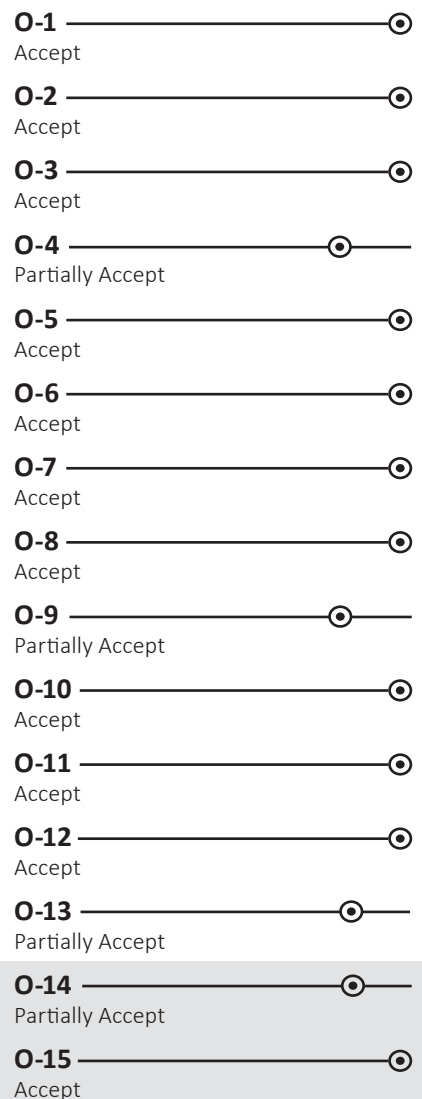 O-1
Accept
O-2
Accept
O-3
Accept
O-4
Partially Accept
O-5
Accept
O-6
Accept
O-7
Accept
O-8
Accept
O-9
Partially Accept
O-10
Accept
O-11
Accept
O-12
Accept
O-13
Partially Accept
O-14
Partially Accept
O-15
Accept